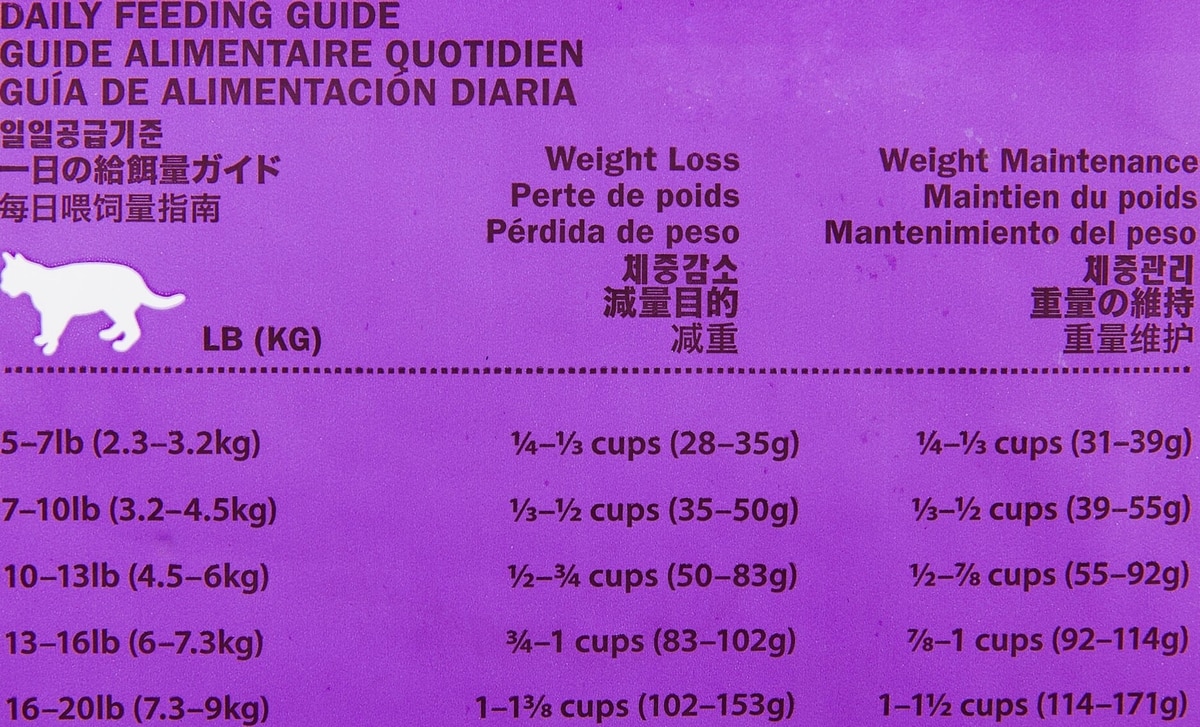 DAILY FEEDING GUIDE
GUIDE ALIMENTAIRE QUOTIDIEN
GUÍA DE ALIMENTACIÓN DIARIA
일일공급기준
一日の給餌量ガイド
每日喂饲量指南
LB (KG)
Weight Loss
Perte de poids
Pérdida de peso
체중감소
減量目的
减重
Weight Maintenance
Maintien du poids
Mantenimiento del peso
체중관리
重量の維持
重量维护
5–7lb (2.3–3.2kg) ¼–⅓ cups (28–35g) ¼–⅓ cups (31–39g)
7–10lb (3.2–4.5kg) ⅓–½ cups (35–50g) ⅓–½ cups (39–55g)
10–13lb (4.5–6kg) ½–¾ cups (50–83g) ½–⅞ cups (55–92g)
13–16lb (6–7.3kg) ¾–1 cups (83–102g) ⅞–1 cups (92–114g)
16–20lb (7.3–9kg) 1–1⅜ cups (102–153g) 1–1½ cups (114–171g)